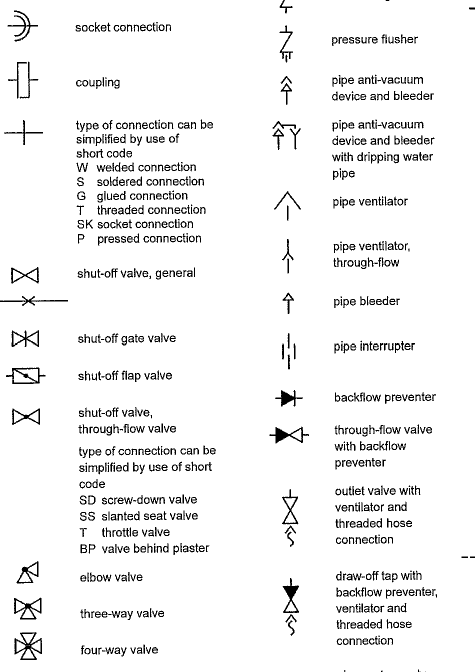 socket connection
coupling
type of connection can be
simplified by use of
short code
W welded connection
S soldered connection
G glued connection
T threaded connection
SK socket connection
P pressed connection
shut-off valve, general
shut-off gate valve
shut-off flap valve
shut-off valve,
through-flow valve
type of connection can be
simplified by use of short
code
SD screw-down valve
SS slanted seat valve
T throttle valve
BP valve behind plaster
elbow valve
three-way valve
four-way valve
pressure flusher
pipe anti-vacuum
device and bleeder
pipe anti-vacuum
device and bleeder
with dripping water
pipe
pipe ventilator
pipe ventilator,
through-flow
pipe bleeder
pipe interrupter
backflow preventer
through-flow valve
with backflow
preventer
outlet valve with
ventilator and
threaded hose
connection
draw-off tap with
backflow preventer,
ventilator and
threaded hose
connection